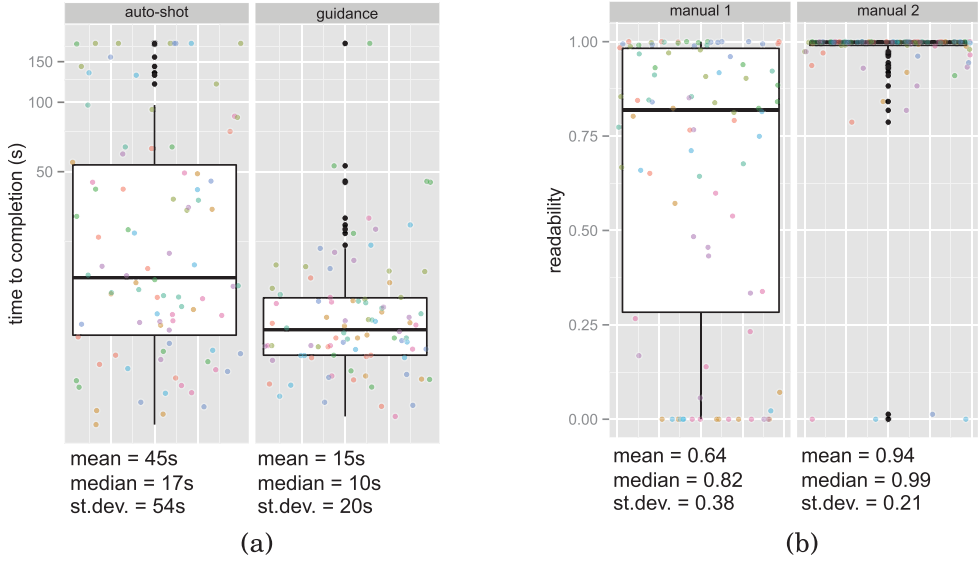 auto-shot
guidance
time to completion (s)
150
100
50
mean = 45s
median = 17s
st.dev. = 54s
mean = 15s
median = 10s
st.dev. = 20s
(a)
manual 1
manual 2
readability
1.00
0.75
0.50
0.25
0.00
mean = 0.64
median = 0.82
st.dev. = 0.38
mean = 0.94
median = 0.99
st.dev. = 0.21
(b)